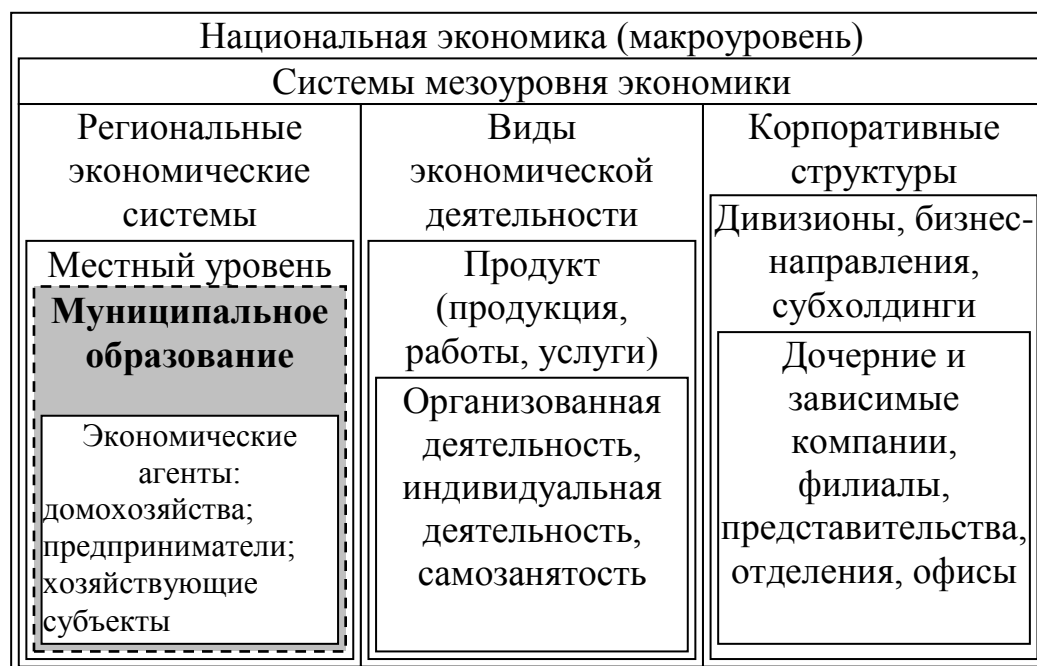 Национальная экономика (макроуровень)
Системы мезоуровня экономики
Региональные
экономические
системы
Местный уровень
Муниципальное
образование
Экономические
агенты:
домохозяйства;
предприниматели;
хозяйствующие
субъекты
Виды
экономической
деятельности
Продукт
(продукция,
работы, услуги)
Организованная
деятельность,
индивидуальная
деятельность,
самозанятость
Корпоративные
структуры
Дивизионы, бизнес-
направления,
субхолдинги
Дочерние и
зависимые
компании,
филиалы,
представительства,
отделения, офисы